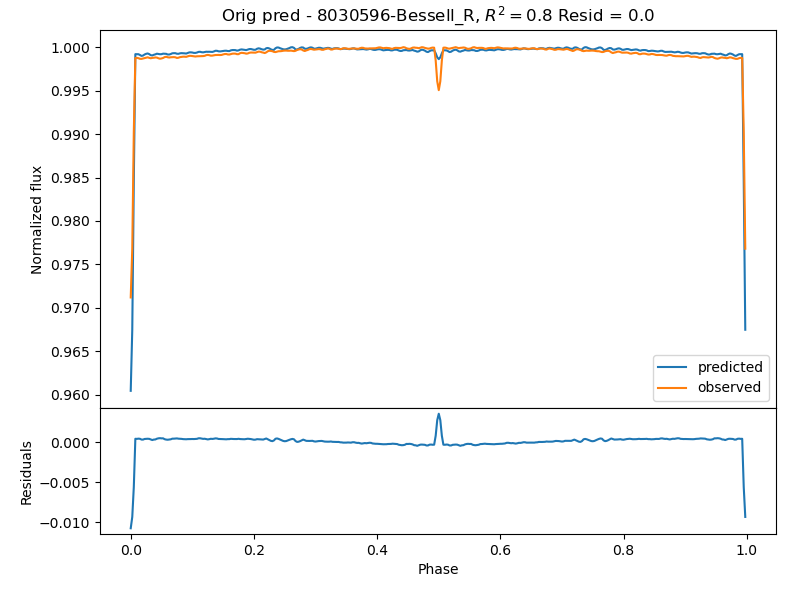 Orig pred - 8030596-Bessell_R, R² = 0.8 Resid = 0.0
1.000
0.995
0.990
0.985
0.980
0.975
0.970
0.965
0.960
Normalized flux
predicted
observed
0.000
−0.005
−0.010
Residuals
0.0 0.2 0.4 0.6 0.8 1.0
Phase